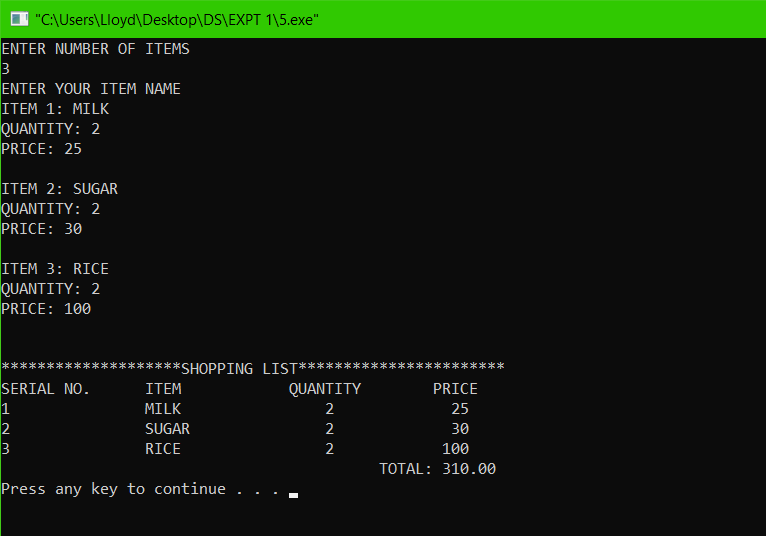 "C:\Users\Lloyd\Desktop\DS\EXPT 1\5.exe"
ENTER NUMBER OF ITEMS
3
ENTER YOUR ITEM NAME
ITEM 1: MILK
QUANTITY: 2
PRICE: 25
ITEM 2: SUGAR
QUANTITY: 2
PRICE: 30
ITEM 3: RICE
QUANTITY: 2
PRICE: 100
********************SHOPPING LIST***********************
SERIAL NO.      ITEM            QUANTITY        PRICE
1               MILK                2             25
2               SUGAR               2             30
3               RICE                2            100
                                          TOTAL: 310.00
Press any key to continue . . .